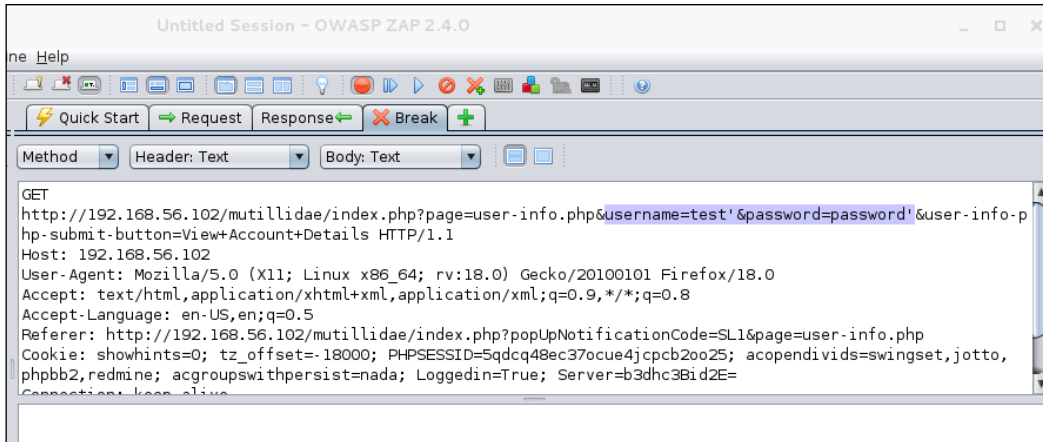 Untitled Session - OWASP ZAP 2.4.0
ne Help
Quick Start Request Response Break
Method Header: Text Body: Text
GET
http://192.168.56.102/mutillidae/index.php?page=user-info.php&username=test'&password=password'&user-info-p
hp-submit-button=View+Account+Details HTTP/1.1
Host: 192.168.56.102
User-Agent: Mozilla/5.0 (X11; Linux x86_64; rv:18.0) Gecko/20100101 Firefox/18.0
Accept: text/html,application/xhtml+xml,application/xml;q=0.9,*/*;q=0.8
Accept-Language: en-US,en;q=0.5
Referer: http://192.168.56.102/mutillidae/index.php?popUpNotificationCode=SL1&page=user-info.php
Cookie: showhints=0; tz_offset=-18000; PHPSESSID=5qdcq48ec37ocue4jcpcb2oo25; acopendivids=swingset,jotto,
phpbb2,redmine; acgroupswithpersist=nada; Loggedin=True; Server=b3dhc3Bid2E=
Connection: keep-alive